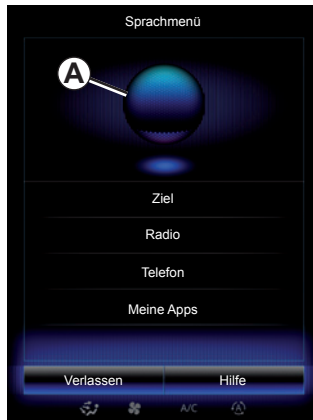 Sprachmenü
A
Ziel
Radio
Telefon
Meine Apps
Verlassen Hilfe
A/C
A